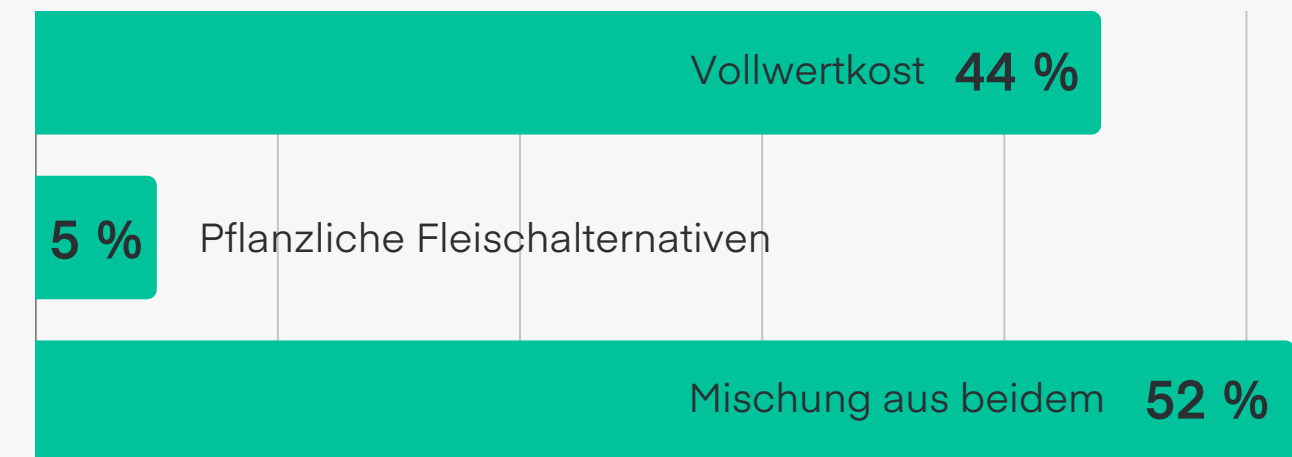 Vollwertkost 44 %
5 % Pflanzliche Fleischalternativen
Mischung aus beidem 52 %